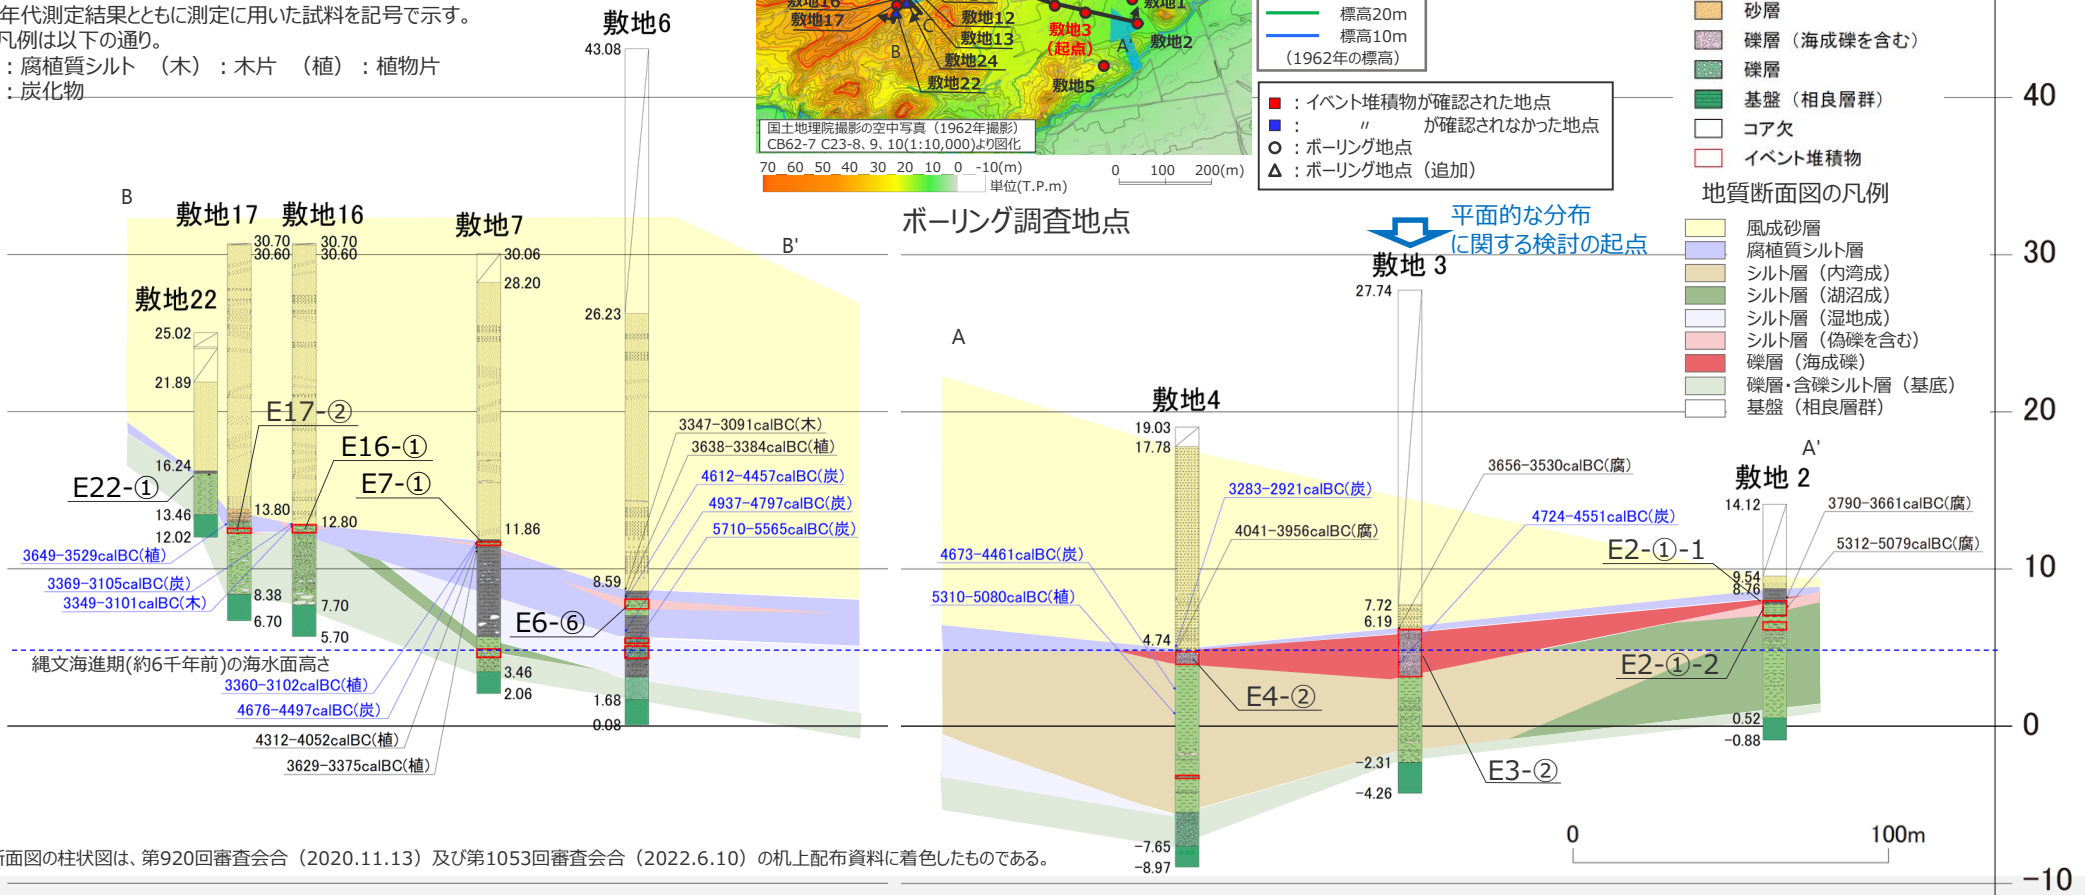 年代測定結果とともに測定に用いた試料を記号で示す。
凡例は以下の通り。
：腐植質シルト （木）：木片 （植）：植物片
：炭化物
敷地6
43.08
26.23
8.59
1.68
0.08
敷地16
敷地17
敷地12
敷地13
敷地24
敷地22
B
C
敷地3
(起点)
敷地1
敷地2
A'
敷地5
国土地理院撮影の空中写真（1962年撮影）
CB62-7 C23-8、9、10(1:10,000)より図化
70 60 50 40 30 20 10 0 -10(m)
単位(T.P.m)
0 100 200(m)
標高20m
標高10m
(1962年の標高)
：イベント堆積物が確認された地点
： 〃 が確認されなかった地点
：ボーリング地点
：ボーリング地点（追加）
砂層
礫層（海成礫を含む）
礫層
基盤（相良層群）
コア欠
イベント堆積物
地質断面図の凡例
風成砂層
腐植質シルト層
シルト層（内湾成）
シルト層（湖沼成）
シルト層（湿地成）
シルト層（偽礫を含む）
礫層（海成礫）
礫層・含礫シルト層（基底）
基盤（相良層群）
40
30
20
10
0
-10
B
B'
敷地17
30.70
30.60
13.80
8.38
6.70
敷地16
30.70
30.60
12.80
7.70
5.70
敷地7
30.06
28.20
11.86
3.46
2.06
敷地22
25.02
21.89
16.24
13.46
12.02
E17-②
E16-①
E22-①
E7-①
E6-⑥
3649-3529calBC(植)
3369-3105calBC(炭)
3349-3101calBC(木)
縄文海進期(約6千年前)の海水面高さ
3360-3102calBC(植)
4676-4497calBC(炭)
4312-4052calBC(植)
3629-3375calBC(植)
3347-3091calBC(木)
3638-3384calBC(植)
4612-4457calBC(炭)
4937-4797calBC(炭)
5710-5565calBC(炭)
ボーリング調査地点
平面的な分布
に関する検討の起点
A
A'
敷地4
19.03
17.78
4.74
-7.65
-8.97
敷地 3
27.74
7.72
6.19
-2.31
-4.26
敷地 2
14.12
9.54
8.76
0.52
-0.88
3283-2921calBC(炭)
4041-3956calBC(腐)
4673-4461calBC(炭)
5310-5080calBC(植)
3656-3530calBC(腐)
4724-4551calBC(炭)
3790-3661calBC(腐)
5312-5079calBC(腐)
E2-①-1
E2-①-2
E4-②
E3-②
0 100m
面図の柱状図は、第920回審査会合（2020.11.13）及び第1053回審査会合（2022.6.10）の机上配布資料に着色したものである。